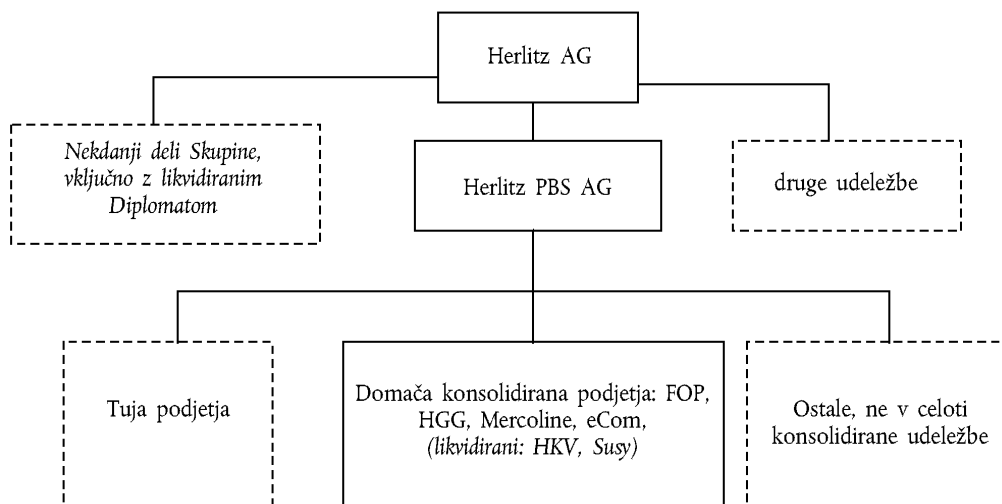 Herlitz AG
Nekdanji deli Skupine,
vključno z likvidiranim
Diplomatom
Herlitz PBS AG
druge udeležbe
Tuja podjetja
Domača konsolidirana podjetja: FOP,
HGG, Mercoline, eCom,
(likvidirani: HKV, Susy)
Ostale, ne v celoti
konsolidirane udeležbe